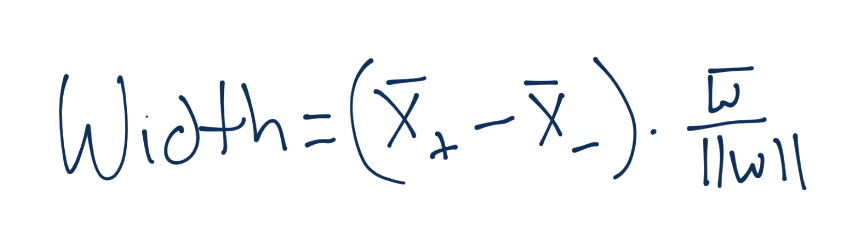 Width = (x̄₊ - x̄₋) · w̄ / ||w||